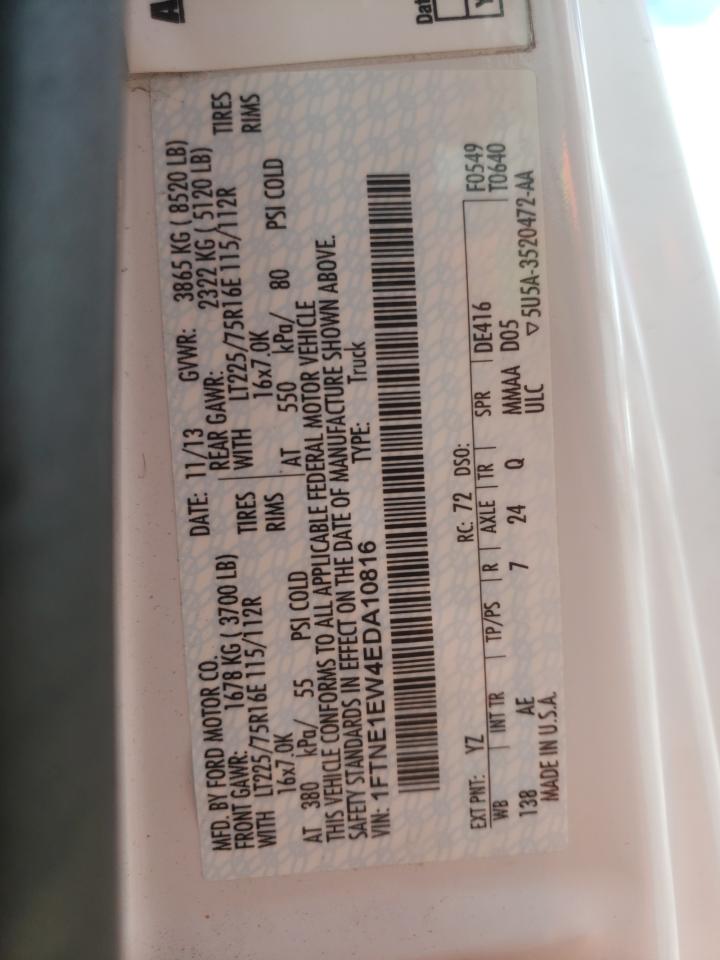 A
Dat
Y
MFD. BY FORD MOTOR CO.
DATE: 11/13
GVWR: 3865 KG ( 8520 LB)
FRONT GAWR: 1678 KG ( 3700 LB)
REAR GAWR: 2322 KG ( 5120 LB)
WITH LT225/75R16E 115/112R TIRES
WITH LT225/75R16E 115/112R TIRES
16x7.0K RIMS
16x7.0K RIMS
AT 380 kPa/ 55 PSI COLD
AT 550 kPa/ 80 PSI COLD
THIS VEHICLE CONFORMS TO ALL APPLICABLE FEDERAL MOTOR VEHICLE
SAFETY STANDARDS IN EFFECT ON THE DATE OF MANUFACTURE SHOWN ABOVE.
VIN: 1FTNE1EW4EDA10816
TYPE: Truck
F0549
T0640
EXT PNT: YZ RC: 72 DSO:
WB INT TR TP/PS R AXLE TR SPR DE416
138 AE 7 24 Q MMAA D05
ULC
MADE IN U.S.A. ▽5U5A-3520472-AA